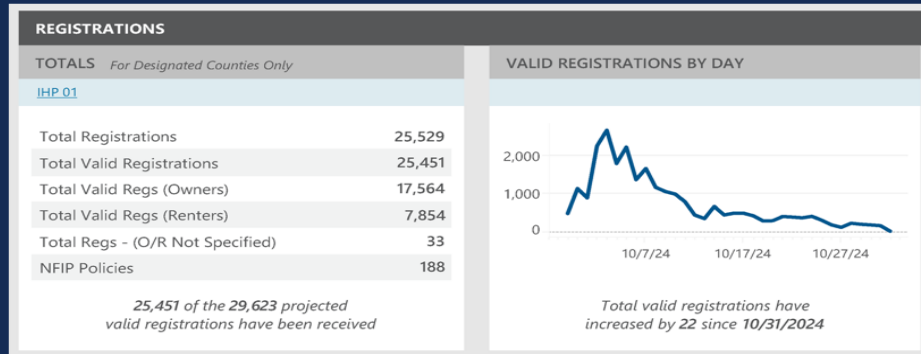 REGISTRATIONS
TOTALS For Designated Counties Only
IHP 01
Total Registrations 25,529
Total Valid Registrations 25,451
Total Valid Regs (Owners) 17,564
Total Valid Regs (Renters) 7,854
Total Regs - (O/R Not Specified) 33
NFIP Policies 188
25,451 of the 29,623 projected
valid registrations have been received
VALID REGISTRATIONS BY DAY
2,000
1,000
0
10/7/24 10/17/24 10/27/24
Total valid registrations have
increased by 22 since 10/31/2024